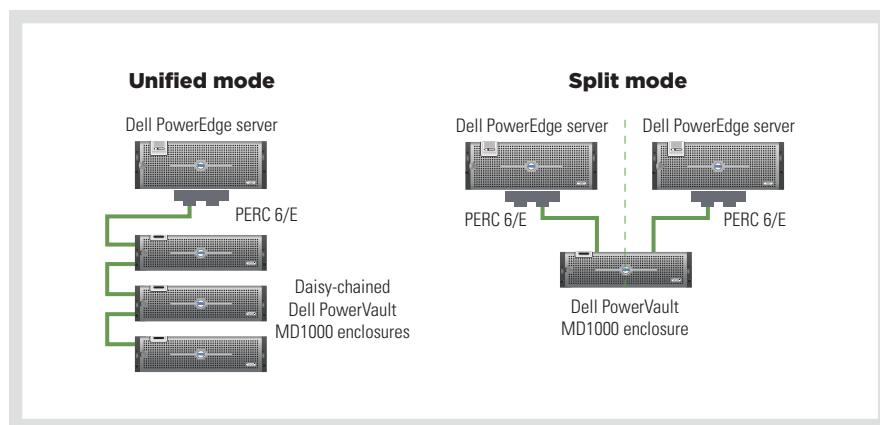 Unified mode
Dell PowerEdge server
PERC 6/E
Daisy-chained
Dell PowerVault
MD1000 enclosures
Split mode
Dell PowerEdge server
Dell PowerEdge server
PERC 6/E
PERC 6/E
Dell PowerVault
MD1000 enclosure